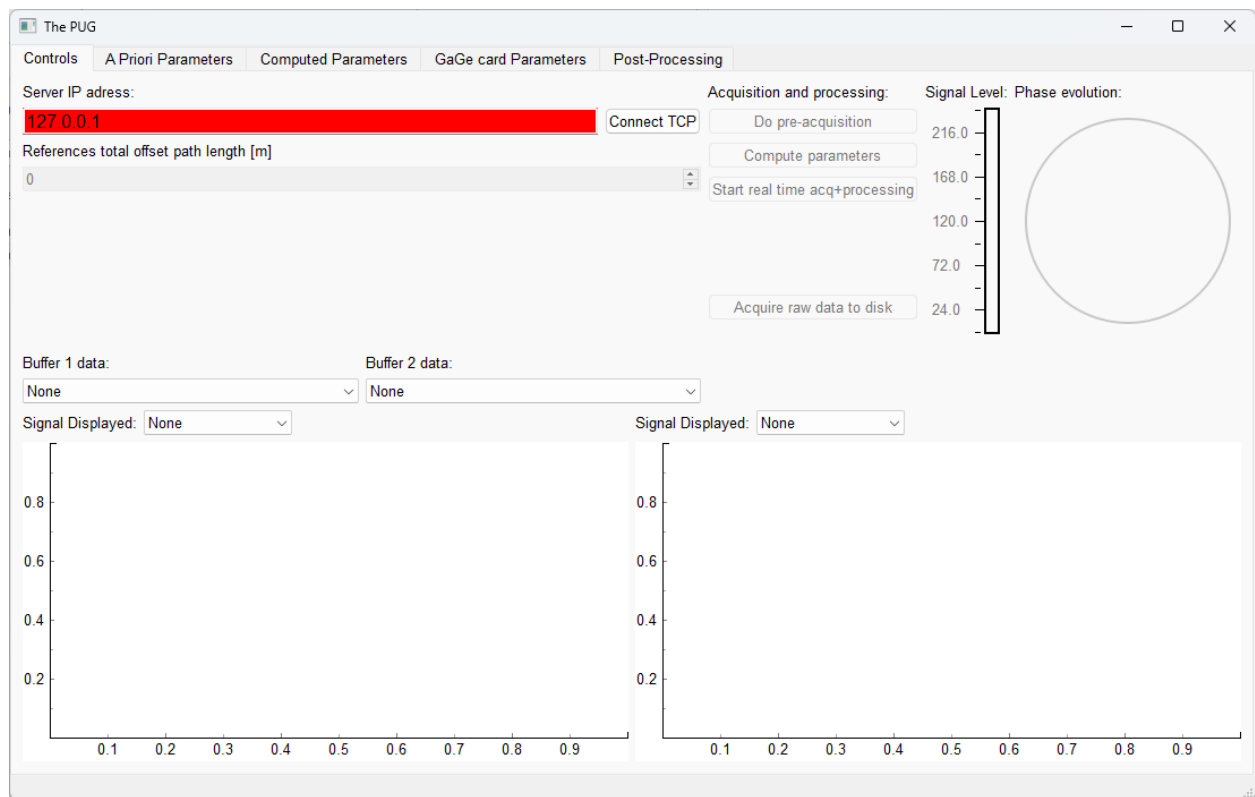 The PUG
Controls A Priori Parameters Computed Parameters GaGe card Parameters Post-Processing
Server IP adress:
127.0.0.1
Connect TCP
References total offset path length [m]
0
Acquisition and processing:
Do pre-acquisition
Compute parameters
Start real time acq+processing
Acquire raw data to disk
Signal Level:
216.0
168.0
120.0
72.0
24.0
Phase evolution:
Buffer 1 data:
None
Buffer 2 data:
None
Signal Displayed: None
0.8
0.6
0.4
0.2
0.1 0.2 0.3 0.4 0.5 0.6 0.7 0.8 0.9
Signal Displayed: None
0.8
0.6
0.4
0.2
0.1 0.2 0.3 0.4 0.5 0.6 0.7 0.8 0.9